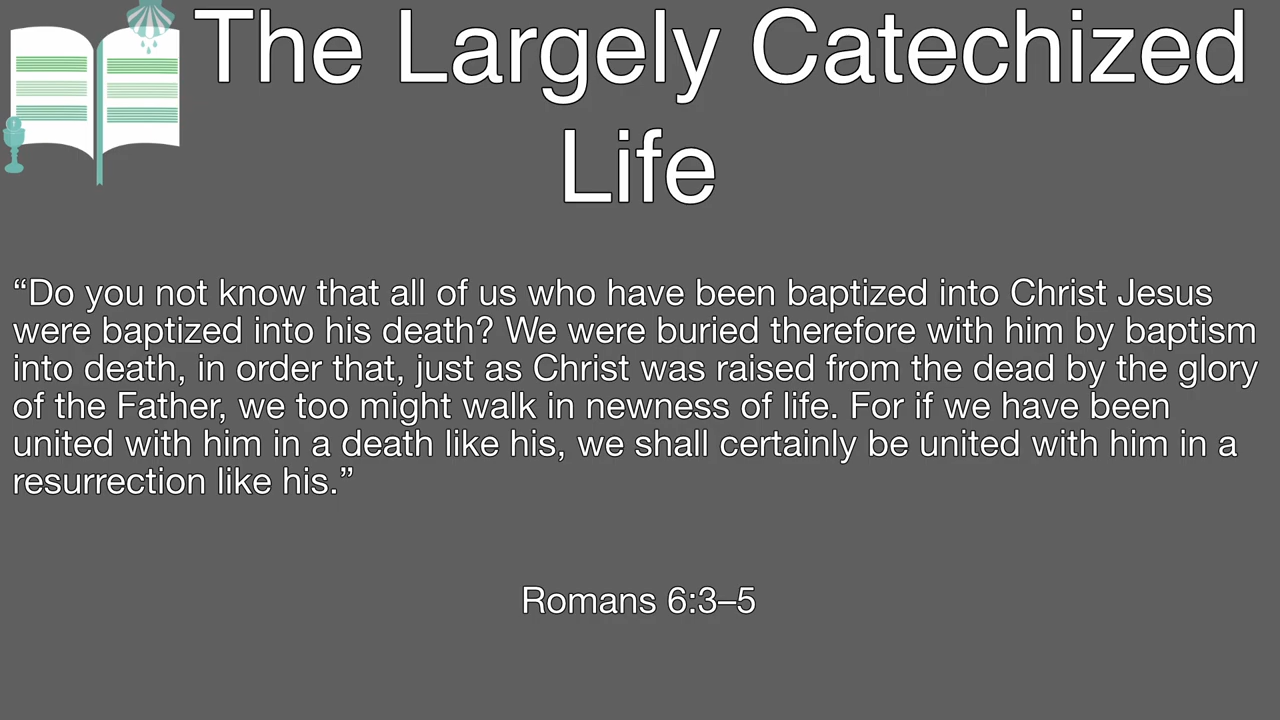 The Largely Catechized
Life
“Do you not know that all of us who have been baptized into Christ Jesus
were baptized into his death? We were buried therefore with him by baptism
into death, in order that, just as Christ was raised from the dead by the glory
of the Father, we too might walk in newness of life. For if we have been
united with him in a death like his, we shall certainly be united with him in a
resurrection like his.”
Romans 6:3–5